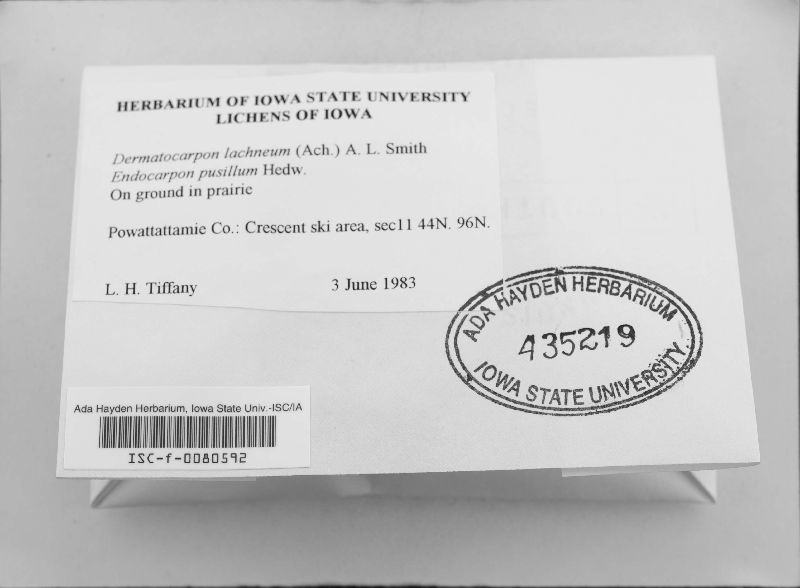 HERBARIUM OF IOWA STATE UNIVERSITY
LICHENS OF IOWA
Dermatocarpon lachneum (Ach.) A. L. Smith
Endocarpon pusillum Hedw.
On ground in prairie
Powattattamie Co.: Crescent ski area, sec11 44N. 96N.
L. H. Tiffany 3 June 1983
ADA HAYDEN HERBARIUM
435219
IOWA STATE UNIVERSITY
Ada Hayden Herbarium, Iowa State Univ.-ISC/IA
ISC-f-0080592